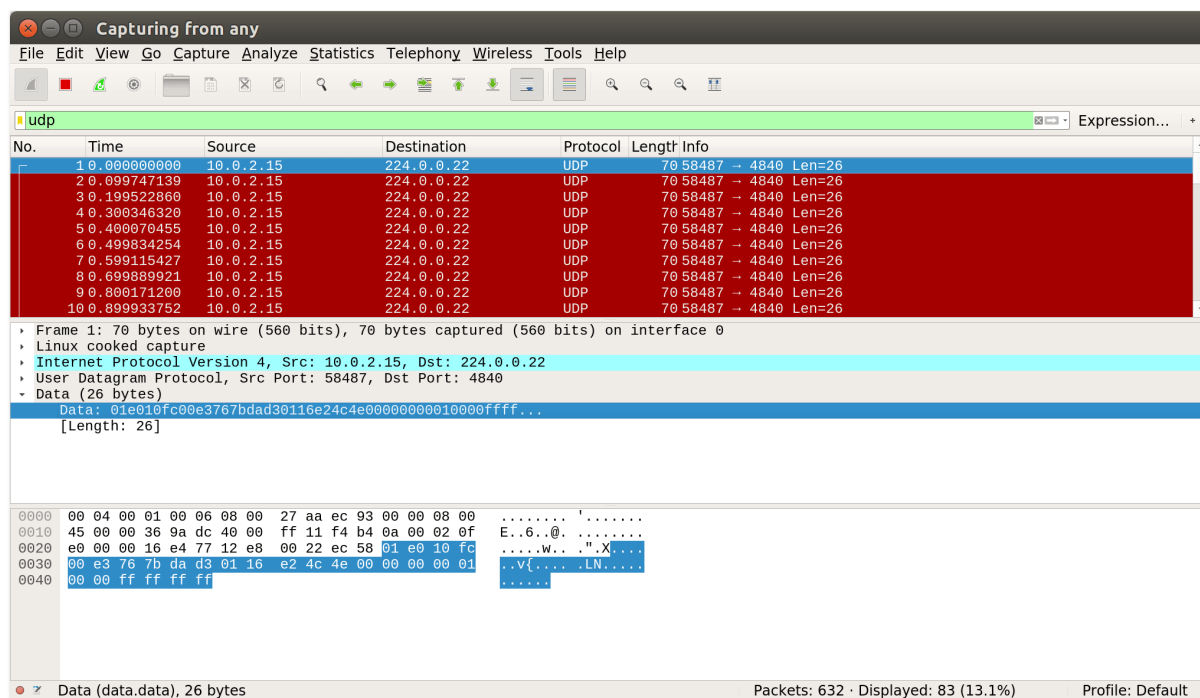 Capturing from any
File Edit View Go Capture Analyze Statistics Telephony Wireless Tools Help
udp Expression... +
No. Time Source Destination Protocol Length Info
1 0.000000000 10.0.2.15 224.0.0.22 UDP 70 58487 → 4840 Len=26
2 0.099747139 10.0.2.15 224.0.0.22 UDP 70 58487 → 4840 Len=26
3 0.199522860 10.0.2.15 224.0.0.22 UDP 70 58487 → 4840 Len=26
4 0.300346320 10.0.2.15 224.0.0.22 UDP 70 58487 → 4840 Len=26
5 0.400070455 10.0.2.15 224.0.0.22 UDP 70 58487 → 4840 Len=26
6 0.499834254 10.0.2.15 224.0.0.22 UDP 70 58487 → 4840 Len=26
7 0.599115427 10.0.2.15 224.0.0.22 UDP 70 58487 → 4840 Len=26
8 0.699889921 10.0.2.15 224.0.0.22 UDP 70 58487 → 4840 Len=26
9 0.800171200 10.0.2.15 224.0.0.22 UDP 70 58487 → 4840 Len=26
10 0.899933752 10.0.2.15 224.0.0.22 UDP 70 58487 → 4840 Len=26
Frame 1: 70 bytes on wire (560 bits), 70 bytes captured (560 bits) on interface 0
Linux cooked capture
Internet Protocol Version 4, Src: 10.0.2.15, Dst: 224.0.0.22
User Datagram Protocol, Src Port: 58487, Dst Port: 4840
Data (26 bytes)
Data: 01e010fc00e3767bdad30116e24c4e00000000010000ffff...
[Length: 26]
0000 00 04 00 01 00 06 08 00 27 aa ec 93 00 00 08 00 ........ '.......
0010 45 00 00 36 9a dc 40 00 ff 11 f4 b4 0a 00 02 0f E..6..@. ........
0020 e0 00 00 16 e4 77 12 e8 00 22 ec 58 01 e0 10 fc .....w.. .".X....
0030 00 e3 76 7b da d3 01 16 e2 4c 4e 00 00 00 00 01 ..v{.... .LN.....
0040 00 00 ff ff ff ff ......
Data (data.data), 26 bytes Packets: 632 · Displayed: 83 (13.1%) Profile: Default